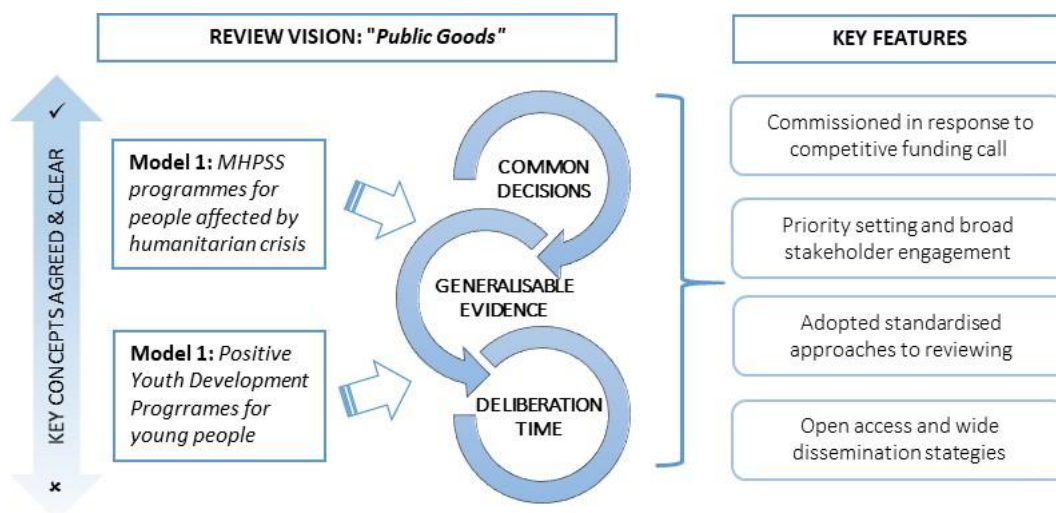 REVIEW VISION: "Public Goods"
KEY FEATURES
KEY CONCEPTS AGREED & CLEAR
✓
×
Model 1: MHPSS
programmes for
people affected by
humanitarian crisis
Model 1: Positive
Youth Development
Progrrames for
young people
COMMON
DECISIONS
GENERALISABLE
EVIDENCE
DELIBERATION
TIME
Commissioned in response to
competitive funding call
Priority setting and broad
stakeholder engagement
Adopted standardised
approaches to reviewing
Open access and wide
dissemination stategies